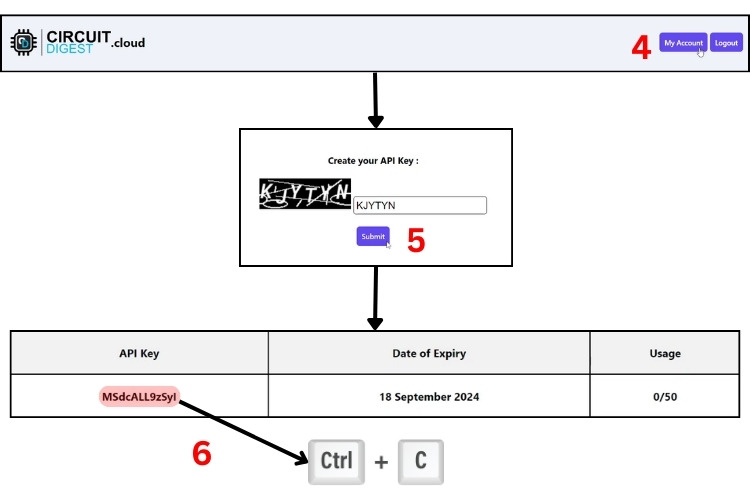 CIRCUIT
DIGEST
.cloud
4
My Account
Logout
Create your API Key :
KJYTYN
KJYTYN
Submit
5
API Key Date of Expiry Usage
MSdcALL9zSyI 18 September 2024 0/50
6
Ctrl + C